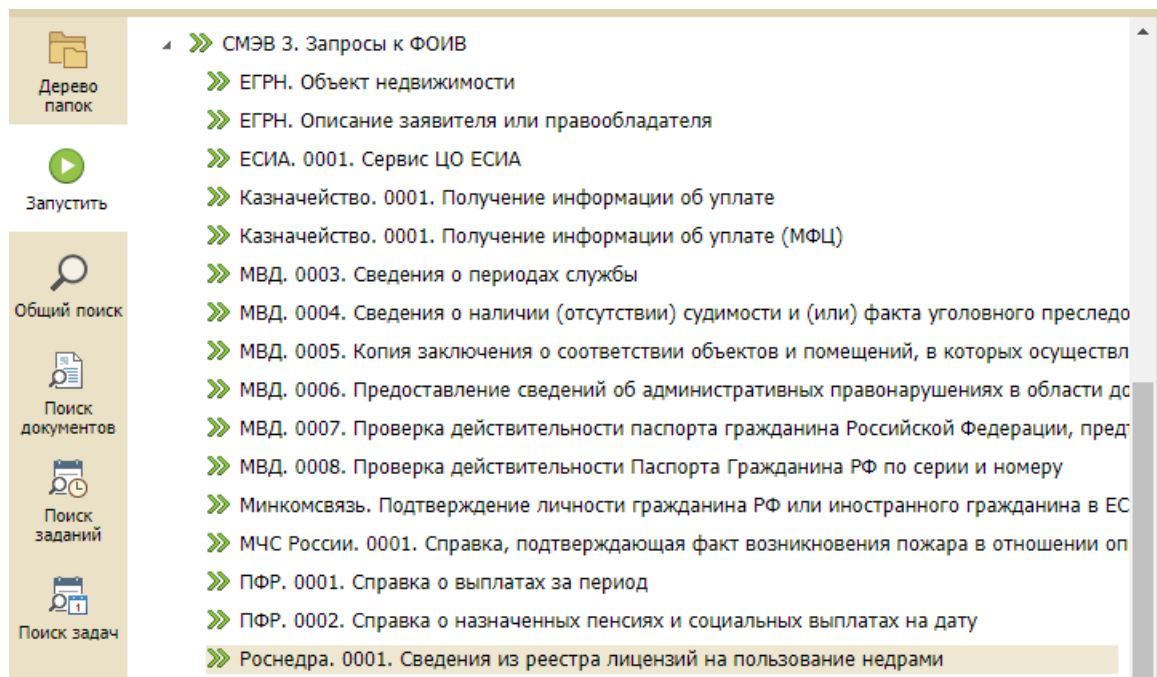 Дерево
папок
Запустить
Общий поиск
Поиск
документов
Поиск
заданий
1
Поиск задач
СМЭВ 3. Запросы к ФОИВ
ЕГРН. Объект недвижимости
ЕГРН. Описание заявителя или правообладателя
ЕСИА. 0001. Сервис ЦО ЕСИА
Казначейство. 0001. Получение информации об уплате
Казначейство. 0001. Получение информации об уплате (МФЦ)
МВД. 0003. Сведения о периодах службы
МВД. 0004. Сведения о наличии (отсутствии) судимости и (или) факта уголовного преследо
МВД. 0005. Копия заключения о соответствии объектов и помещений, в которых осуществл
МВД. 0006. Предоставление сведений об административных правонарушениях в области до
МВД. 0007. Проверка действительности паспорта гражданина Российской Федерации, пред
МВД. 0008. Проверка действительности Паспорта Гражданина РФ по серии и номеру
Минкомсвязь. Подтверждение личности гражданина РФ или иностранного гражданина в ЕС
МЧС России. 0001. Справка, подтверждающая факт возникновения пожара в отношении оп
ПФР. 0001. Справка о выплатах за период
ПФР. 0002. Справка о назначенных пенсиях и социальных выплатах на дату
Роснедра. 0001. Сведения из реестра лицензий на пользование недрами